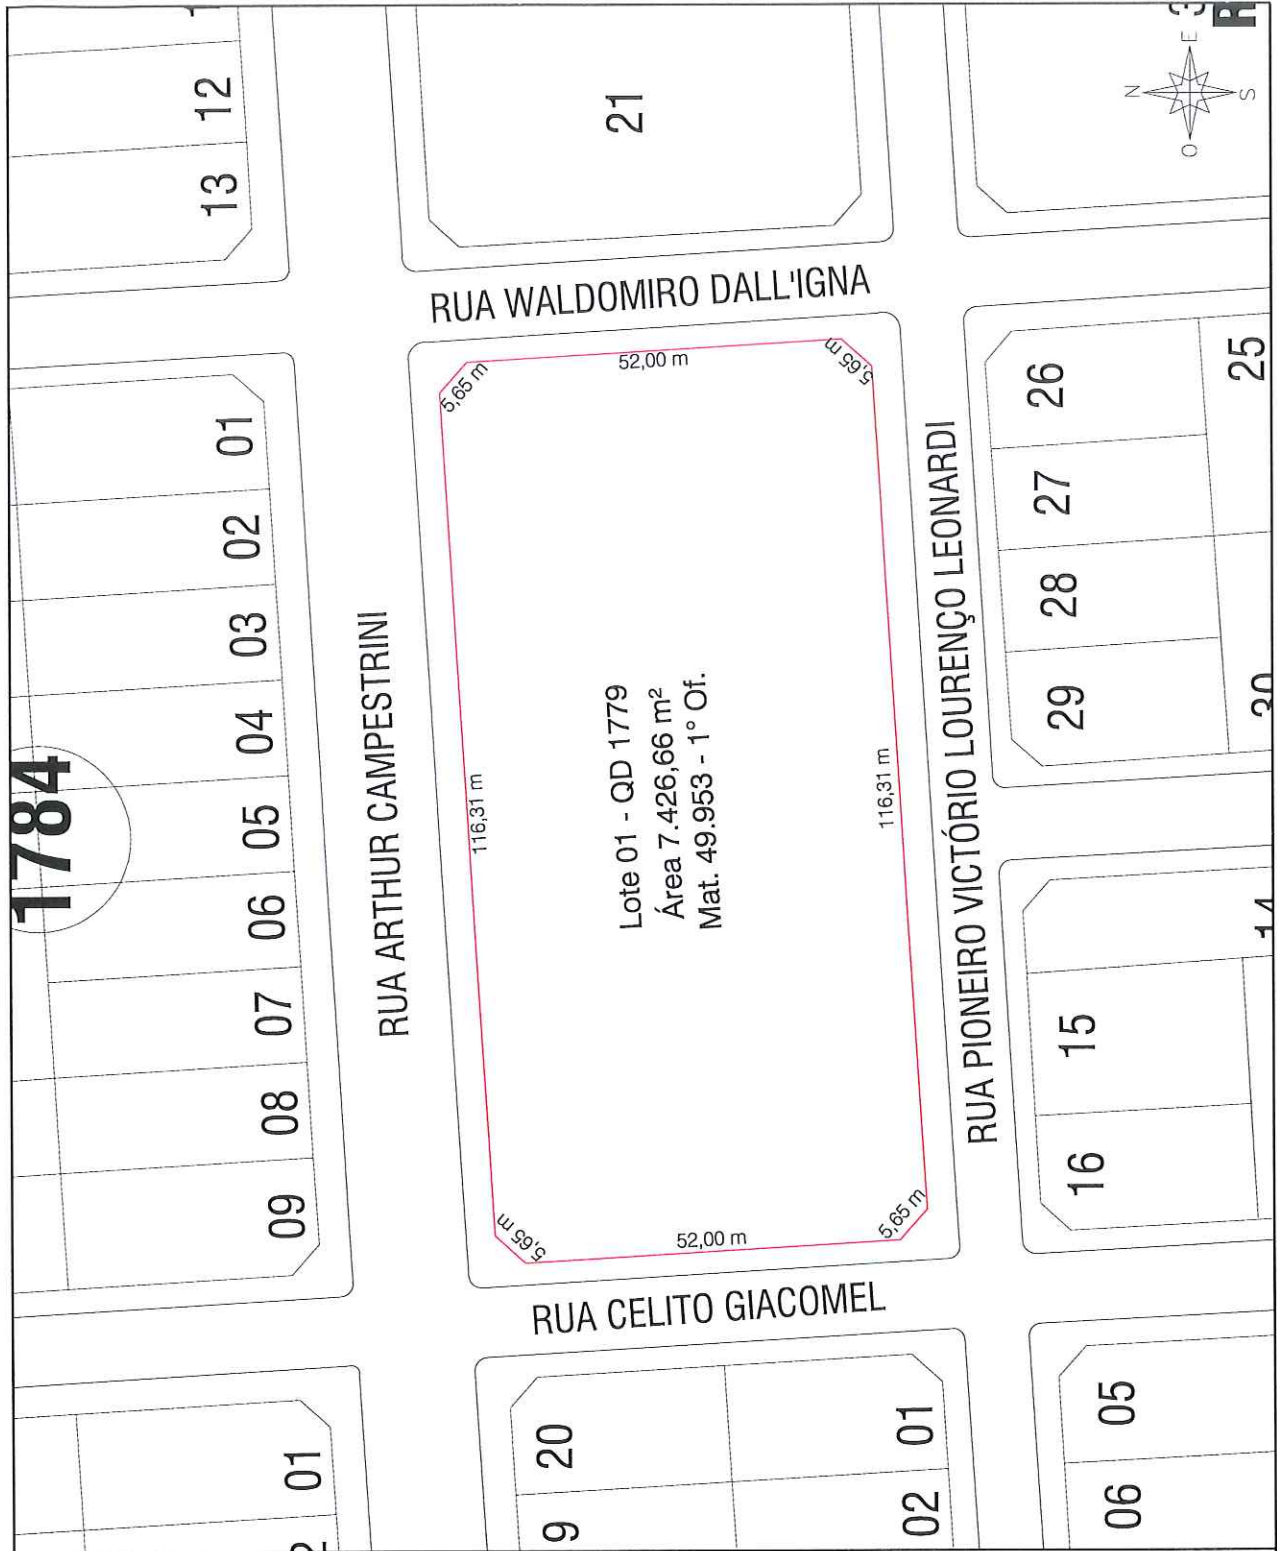 12
13
21
N
E
S
O
RUA WALDOMIRO DALL'IGNA
5,65 m
52,00 m
5,65 m
01
02
03
04
05
06
07
08
09
1784
RUA ARTHUR CAMPESTRINI
116,31 m
Lote 01 - QD 1779
Área 7.426,66 m²
Mat. 49.953 - 1° Of.
116,31 m
RUA PIONEIRO VICTÓRIO LOURENÇO LEONARDI
26
25
27
28
29
30
14
15
16
5,65 m
52,00 m
5,65 m
RUA CELITO GIACOMEL
01
20
9
01
02
05
06